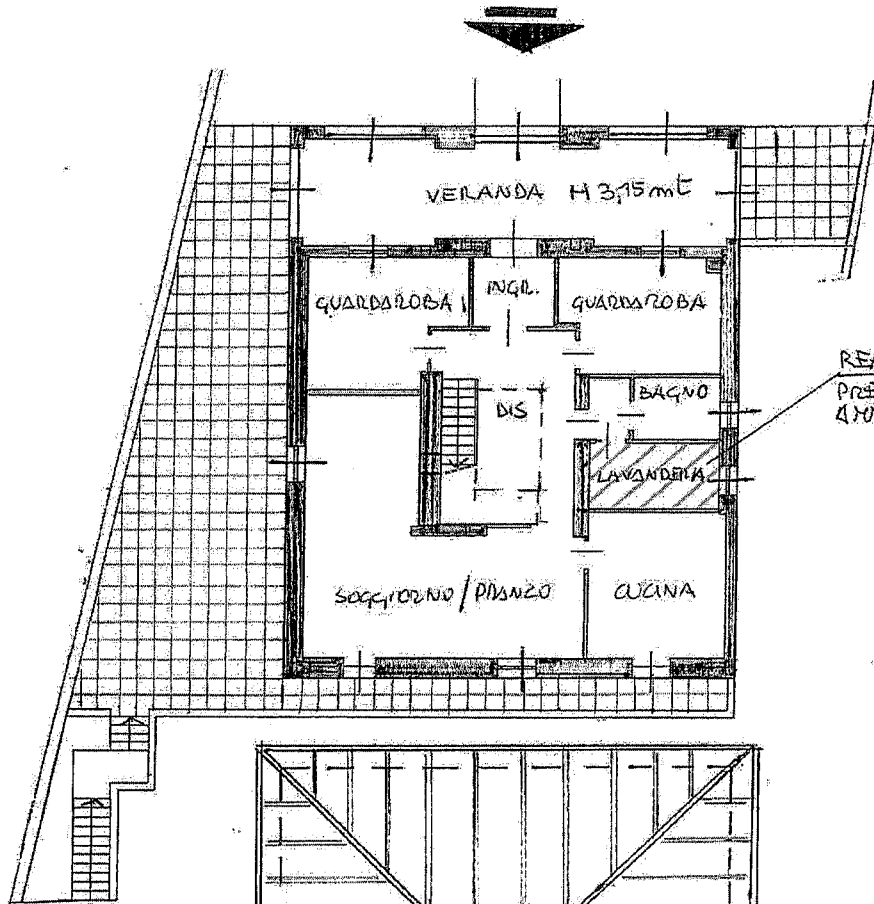 VERANDA H 3,15 mt
GUARDAROBA
INGR.
GUARDAROBA
DIS
BAGNO
LAVANDERIA
SOGGIORNO / PRANZO
CUCINA